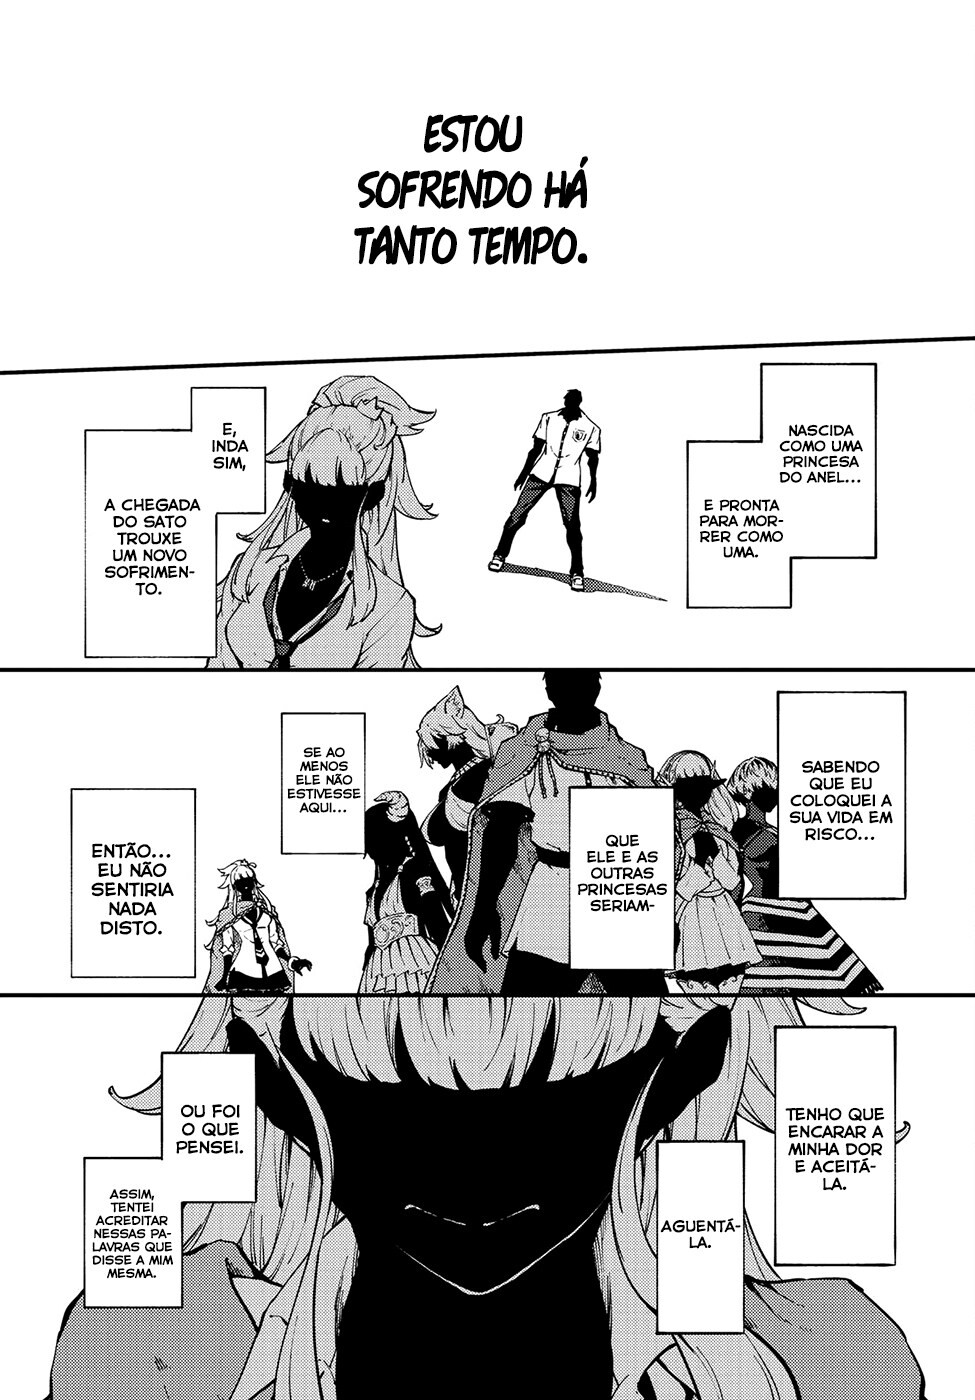 ESTOU
SOFRENDO HÁ
TANTO TEMPO.
NASCIDA
COMO UMA
PRINCESA
DO ANEL...
E PRONTA
PARA MOR-
RER COMO
UMA.
E,
INDA
SIM,
A CHEGADA
DO SATO
TROUXE
UM NOVO
SOFRIMEN-
TO.
SABENDO
QUE EU
COLOQUEI A
SUA VIDA EM
RISCO...
QUE
ELE E AS
OUTRAS
PRINCESAS
SERIAM-
SE AO
MENOS
ELE NÃO
ESTIVESSE
AQUI...
ENTÃO...
EU NÃO
SENTIRIA
NADA
DISTO.
TENHO QUE
ENCARAR A
MINHA DOR
E ACEITÁ-
LA.
AGUENTÁ-
LA.
OU FOI
O QUE
PENSEI.
ASSIM,
TENTEI
ACREDITAR
NESSAS PA-
LAVRAS QUE
DISSE A MIM
MESMA.